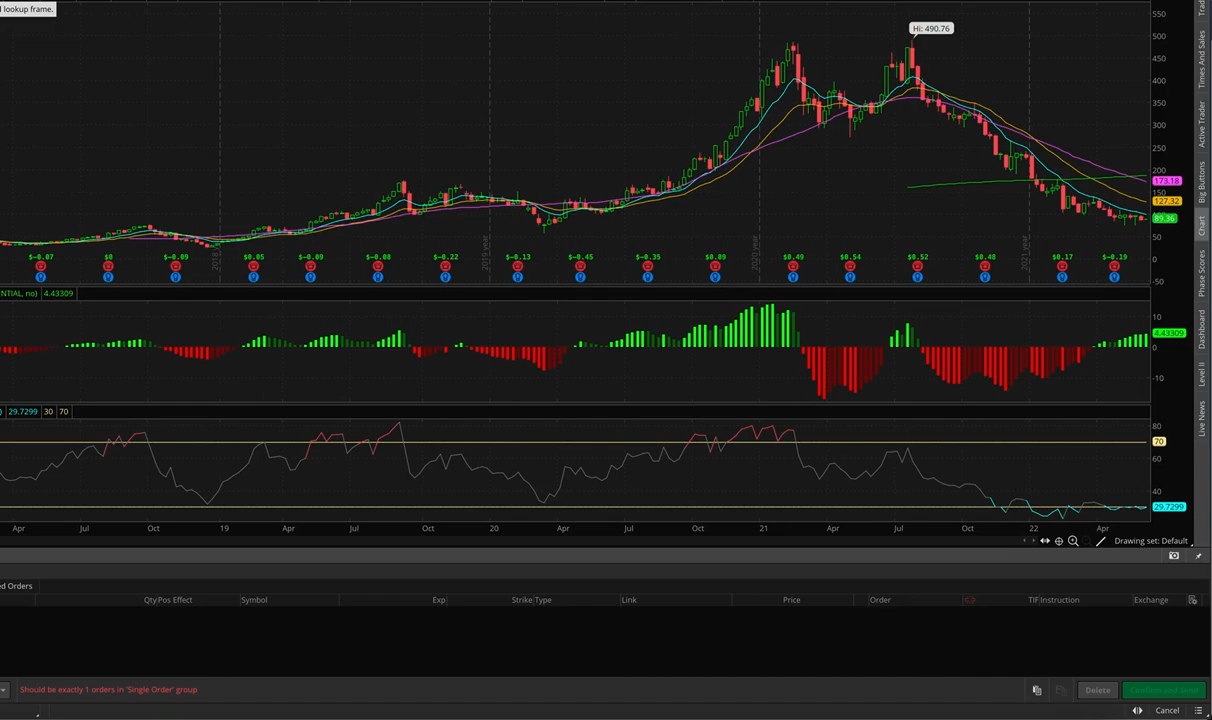 l lookup frame.
Hi: 490.76
550
500
450
400
350
300
250
200
173.18
150
127.32
89.36
50
0
-50
2018 year
2019 year
2020 year
2021 year
$-0.07 $0 $-0.09 $0.05 $-0.09 $-0.08 $-0.22 $-0.13 $-0.45 $-0.35 $0.09 $0.49 $0.54 $0.52 $0.48 $0.17 $-0.19
NTIAL, no) 4.43309
10
4.43309
0
-10
) 29.7299 30 70
80
70
60
40
29.7299
Apr Jul Oct 19 Apr Jul Oct 20 Apr Jul Oct 21 Apr Jul Oct 22 Apr
Drawing set: Default
ed Orders
Qty Pos Effect Symbol Exp Strike Type Link Price Order TIF Instruction Exchange
Should be exactly 1 orders in 'Single Order' group
Delete Confirm and Send
Cancel
Trad
Times And Sales
Active Trader
Big Buttons
Chart
Phase Scores
Dashboard
Level II
Live News